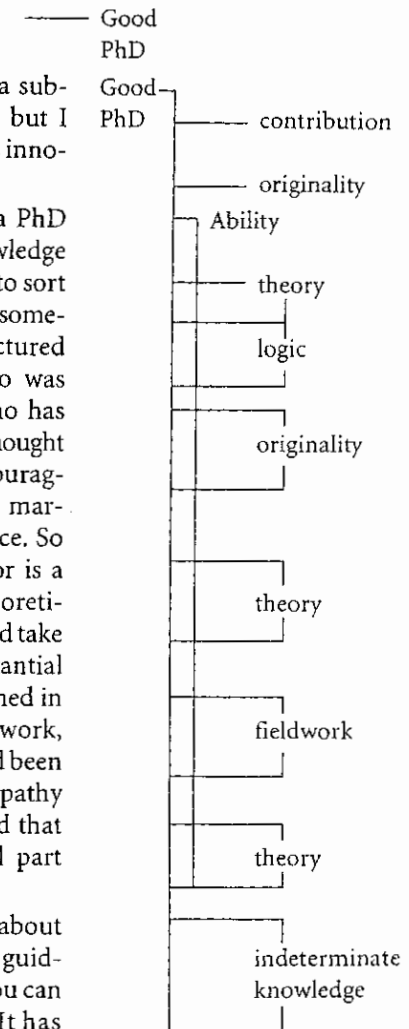 Good
PhD
a sub-
but I
inno-
a PhD
wledge
to sort
some-
ctured
o was
no has
nought
ourag-
mar-
ce. So
or is a
oreti-
d take
antial
ned in
work,
d been
pathy
d that
l part
about
guid-
ou can
It has
Good
PhD
contribution
originality
Ability
theory
logic
originality
theory
fieldwork
theory
indeterminate
knowledge